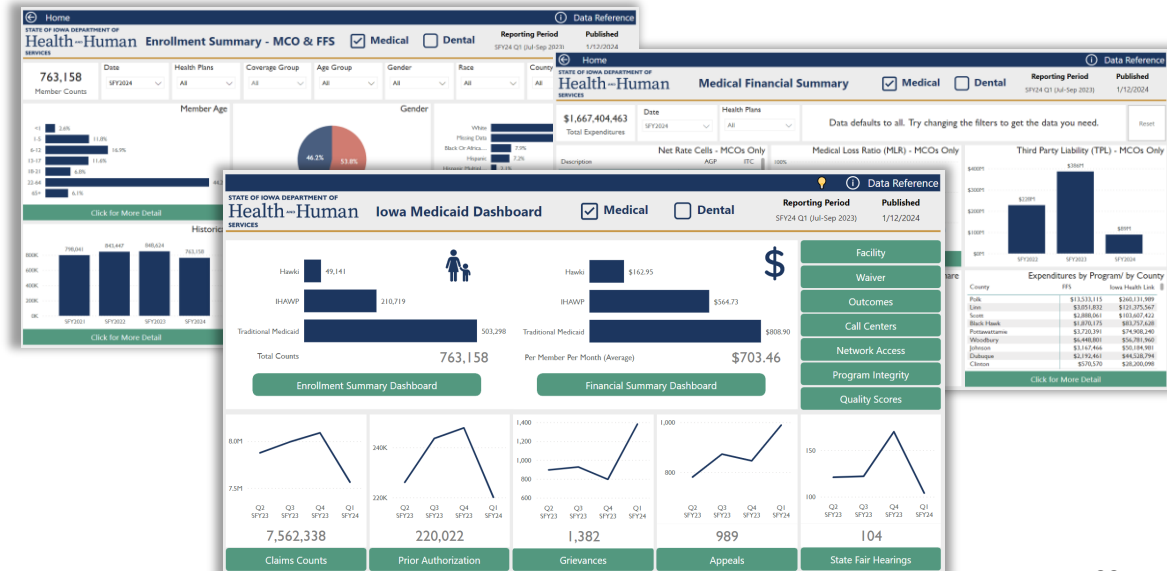 Home
Data Reference
STATE OF IOWA DEPARTMENT OF
Health AND Human
SERVICES
Enrollment Summary - MCO & FFS
Medical
Dental
Reporting Period
SFY24 Q1 (Jul-Sep 2023)
Published
1/12/2024
763,158
Member Counts
Date
SFY2024
Health Plans
All
Coverage Group
All
Age Group
All
Gender
All
Race
All
County
All
Member Age
<1
2.6%
1-5
11.0%
6-12
16.9%
13-17
11.6%
18-21
6.8%
22-64
65+
6.1%
Click for More Detail
Gender
46.2%
53.8%
White
Missing Data
Black Or Africa...
7.9%
Hispanic
7.2%
800K
600K
400K
200K
0K
798,041
843,447
848,624
763,158
SFY2021
SFY2022
SFY2023
SFY2024
Click for More Detail
Home
Data Reference
STATE OF IOWA DEPARTMENT OF
Health AND Human
SERVICES
Medical Financial Summary
Medical
Dental
Reporting Period
SFY24 Q1 (Jul-Sep 2023)
Published
1/12/2024
$1,667,404,463
Total Expenditures
Date
SFY2024
Health Plans
All
Data defaults to all. Try changing the filters to get the data you need.
Reset
Net Rate Cells - MCOs Only
Description
AGP
ITC
Medical Loss Ratio (MLR) - MCOs Only
100%
Third Party Liability (TPL) - MCOs Only
$400M
$300M
$200M
$100M
$0M
$228M
$386M
$89M
SFY2022
SFY2023
SFY2024
Expenditures by Program/ by County
County FFS Iowa Health Link
Polk $13,533,115 $260,131,989
Linn $3,051,832 $121,375,567
Scott $2,888,061 $103,607,422
Black Hawk $1,870,175 $83,757,628
Pottawattamie $3,720,391 $74,908,240
Woodbury $6,448,801 $56,781,960
Johnson $3,167,466 $50,184,981
Dubuque $2,192,461 $44,528,794
Clinton $570,570 $28,200,098
Click for More Detail
Data Reference
STATE OF IOWA DEPARTMENT OF
Health AND Human
SERVICES
Iowa Medicaid Dashboard
Medical
Dental
Reporting Period
SFY24 Q1 (Jul-Sep 2023)
Published
1/12/2024
Hawki
49,141
IHAWP
210,719
Traditional Medicaid
503,298
Total Counts
763,158
Enrollment Summary Dashboard
$
Hawki
$162.95
IHAWP
$564.73
Traditional Medicaid
$808.90
Per Member Per Month (Average)
$703.46
Financial Summary Dashboard
Facility
Waiver
Outcomes
Call Centers
Network Access
Program Integrity
Quality Scores
8.0M
7.5M
Q2 Q3 Q4 Q1
SFY23 SFY23 SFY23 SFY24
7,562,338
Claims Counts
240K
220K
Q2 Q3 Q4 Q1
SFY23 SFY23 SFY23 SFY24
220,022
Prior Authorization
1,400
1,200
1,000
800
600
Q2 Q3 Q4 Q1
SFY23 SFY23 SFY23 SFY24
1,382
Grievances
1,000
800
Q2 Q3 Q4 Q1
SFY23 SFY23 SFY23 SFY24
989
Appeals
150
100
Q2 Q3 Q4 Q1
SFY23 SFY23 SFY23 SFY24
104
State Fair Hearings